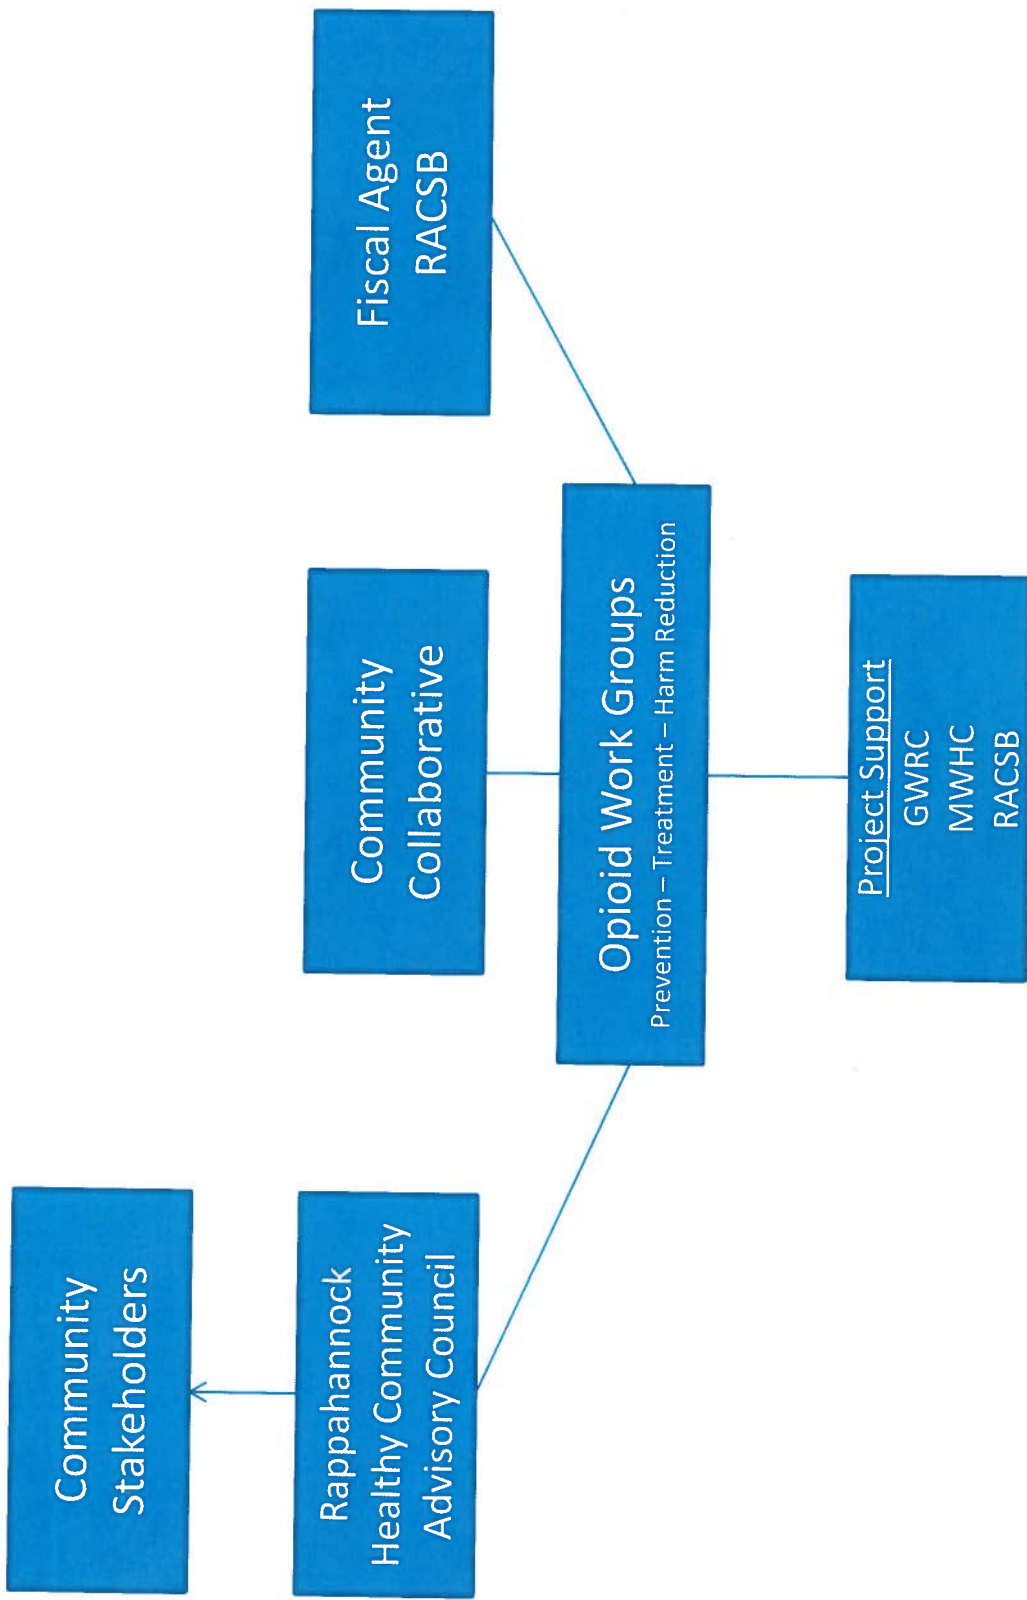 Community
Stakeholders
Rappahannock
Healthy Community
Advisory Council
Community
Collaborative
Fiscal Agent
RACSB
Opioid Work Groups
Prevention – Treatment – Harm Reduction
Project Support
GWRC
MWHC
RACSB